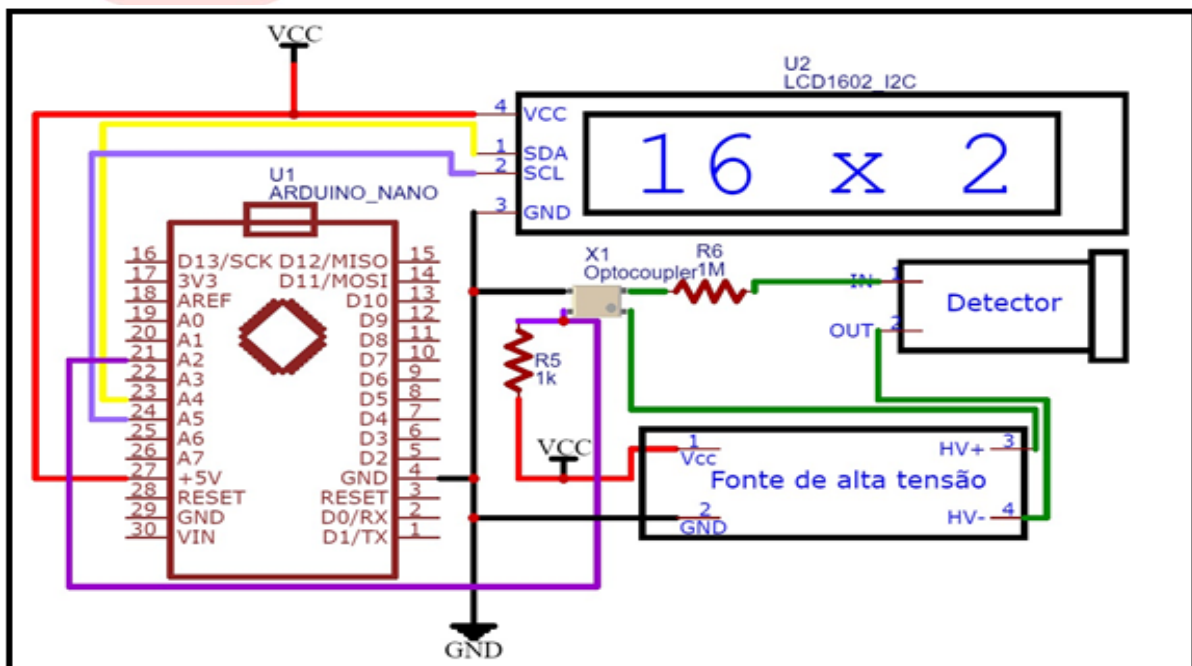 VCC
U2
LCD1602_I2C
4 VCC
1 SDA
2 SCL
3 GND
16 x 2
U1
ARDUINO_NANO
16 D13/SCK D12/MISO 15
17 3V3 D11/MOSI 14
18 AREF D10 13
19 A0 D9 12
20 A1 D8 11
21 A2 D7 10
22 A3 D6 9
23 A4 D5 8
24 A5 D4 7
25 A6 D3 6
26 A7 D2 5
27 +5V GND 4
28 RESET RESET 3
29 GND D0/RX 2
30 VIN D1/TX 1
X1
Optocoupler
R6
1M
IN 1
OUT 2
Detector
R5
1k
VCC
1 Vcc
HV+ 3
Fonte de alta tensão
2 GND
HV- 4
GND